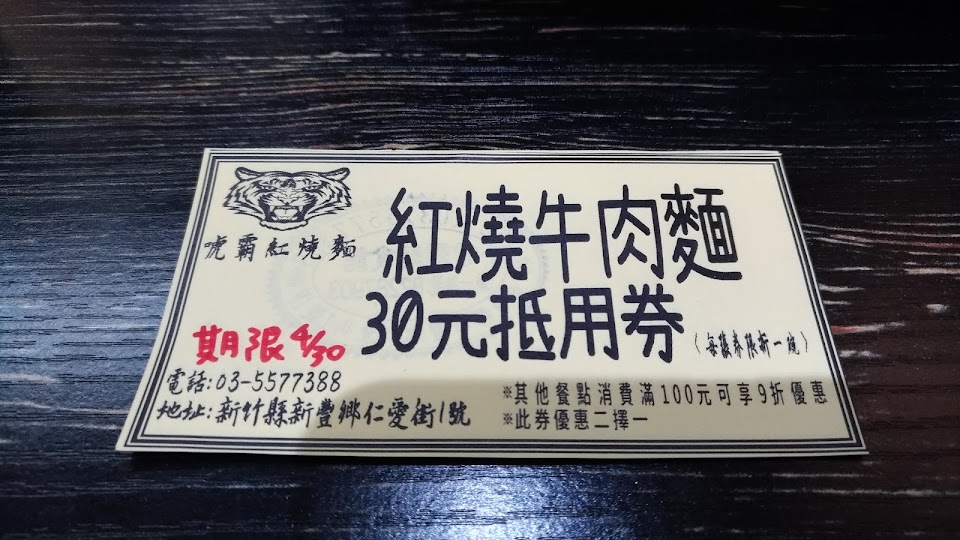 虎霸紅燒麵
紅燒牛肉麵
30元抵用券
(每張券限折一碗)
期限4/30
電話:03-5577388
地址:新竹縣新豐鄉仁愛街1號
※其他餐點消費滿100元可享9折優惠
※此券優惠二擇一